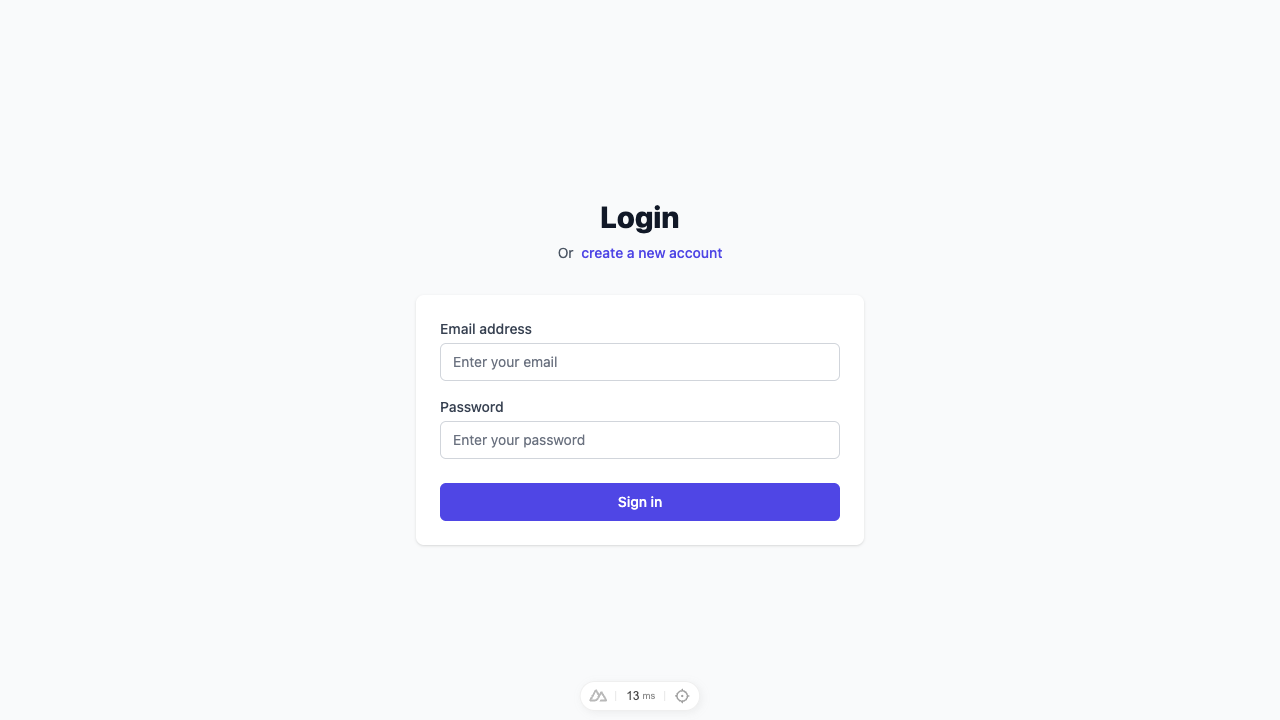 Login
Or create a new account
Email address
Enter your email
Password
Enter your password
Sign in
13 ms